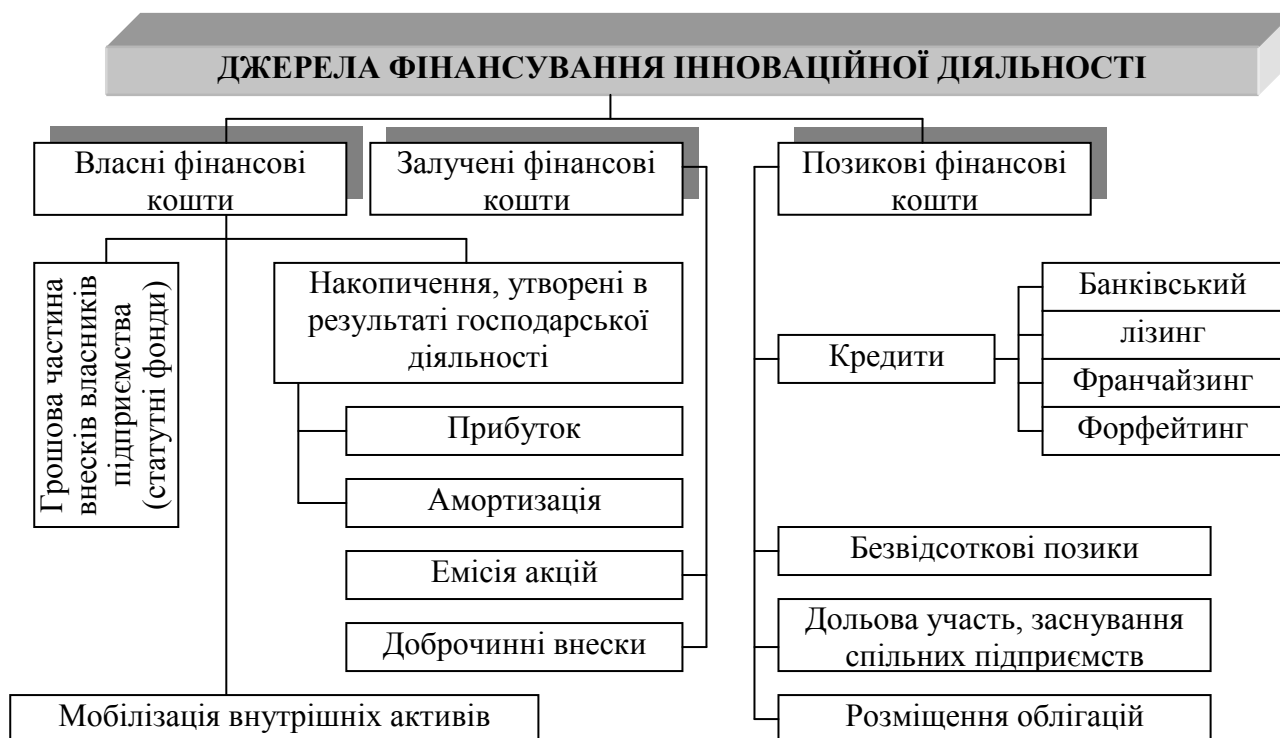 ДЖЕРЕЛА ФІНАНСУВАННЯ ІННОВАЦІЙНОЇ ДІЯЛЬНОСТІ
Власні фінансові
кошти
Залучені фінансові
кошти
Позикові фінансові
кошти
Грошова частина
внесків власників
підприємства
(статутні фонди)
Накопичення, утворені в
результаті господарської
діяльності
Прибуток
Амортизація
Емісія акцій
Доброчинні внески
Мобілізація внутрішніх активів
Кредити
Банківський
лізинг
Франчайзинг
Форфейтинг
Безвідсоткові позики
Дольова участь, заснування
спільних підприємств
Розміщення облігацій